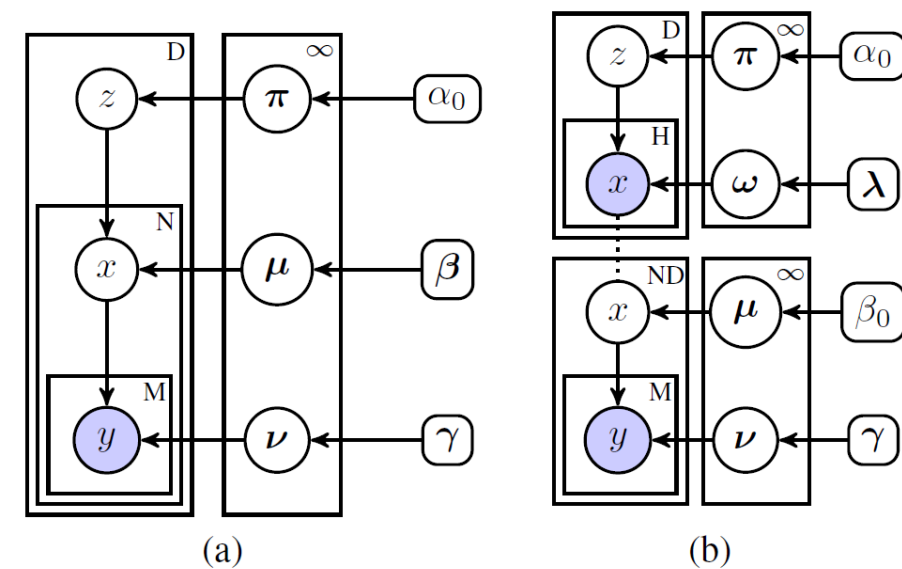 D ∞ D ∞
z π α₀ z π α₀
N H
x ω λ
x μ β ND ∞
x μ β₀
M M
y ν γ y ν γ
(a) (b)